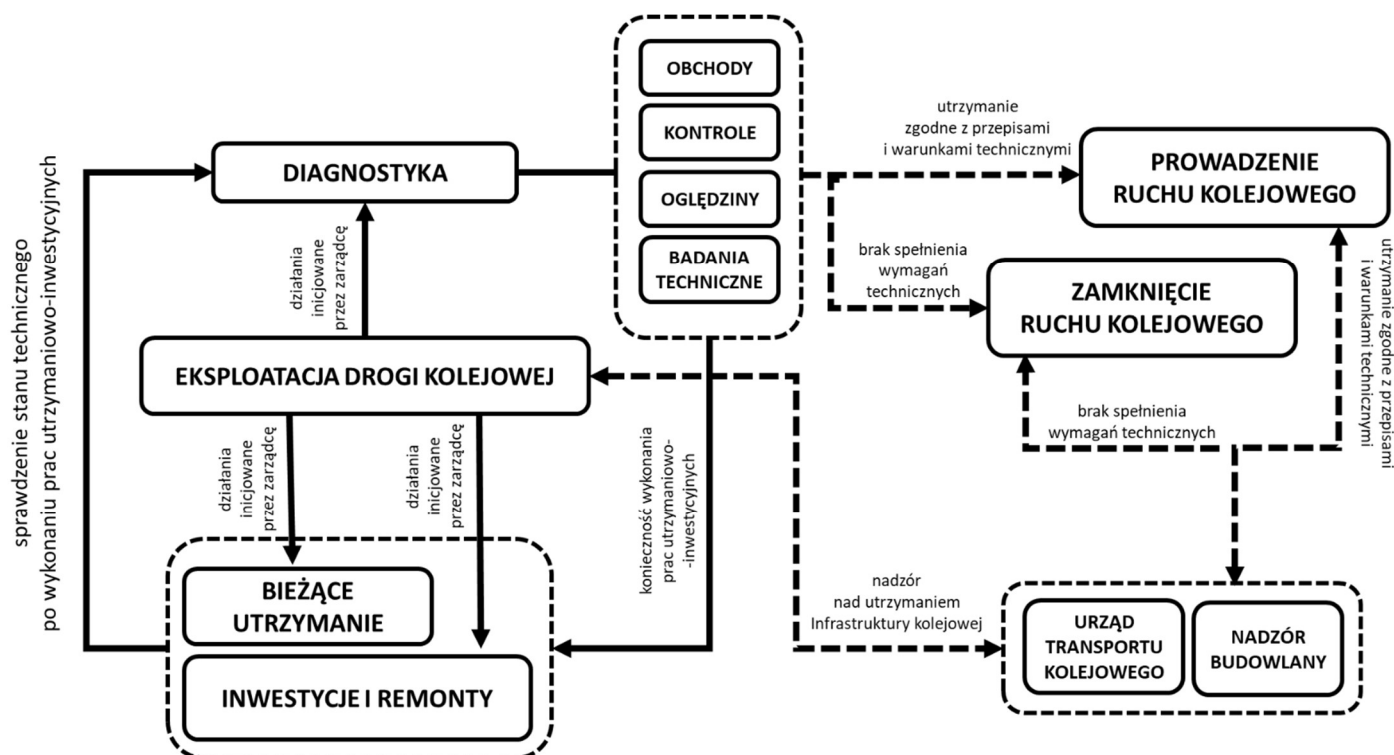 OBCHODY
KONTROLE
OGLĘDZINY
BADANIA
TECHNICZNE
DIAGNOSTYKA
utrzymanie
zgodne z przepisami
i warunkami technicznymi
PROWADZENIE
RUCHU KOLEJOWEGO
brak spełnienia
wymagań
technicznych
ZAMKNIĘCIE
RUCHU KOLEJOWEGO
utrzymanie zgodne z przepisami
i warunkami technicznymi
brak spełnienia
wymagań technicznych
sprawdzenie stanu technicznego
po wykonaniu prac utrzymaniowo-inwestycyjnych
działania
inicjowane
przez zarządcę
EKSPLOATACJA DROGI KOLEJOWEJ
działania
inicjowane
przez zarządcę
działania
inicjowane
przez zarządcę
konieczność wykonania
prac utrzymaniowo-
-inwestycyjnych
BIEŻĄCE
UTRZYMANIE
INWESTYCJE I REMONTY
nadzór
nad utrzymaniem
Infrastruktury kolejowej
URZĄD
TRANSPORTU
KOLEJOWEGO
NADZÓR
BUDOWLANY